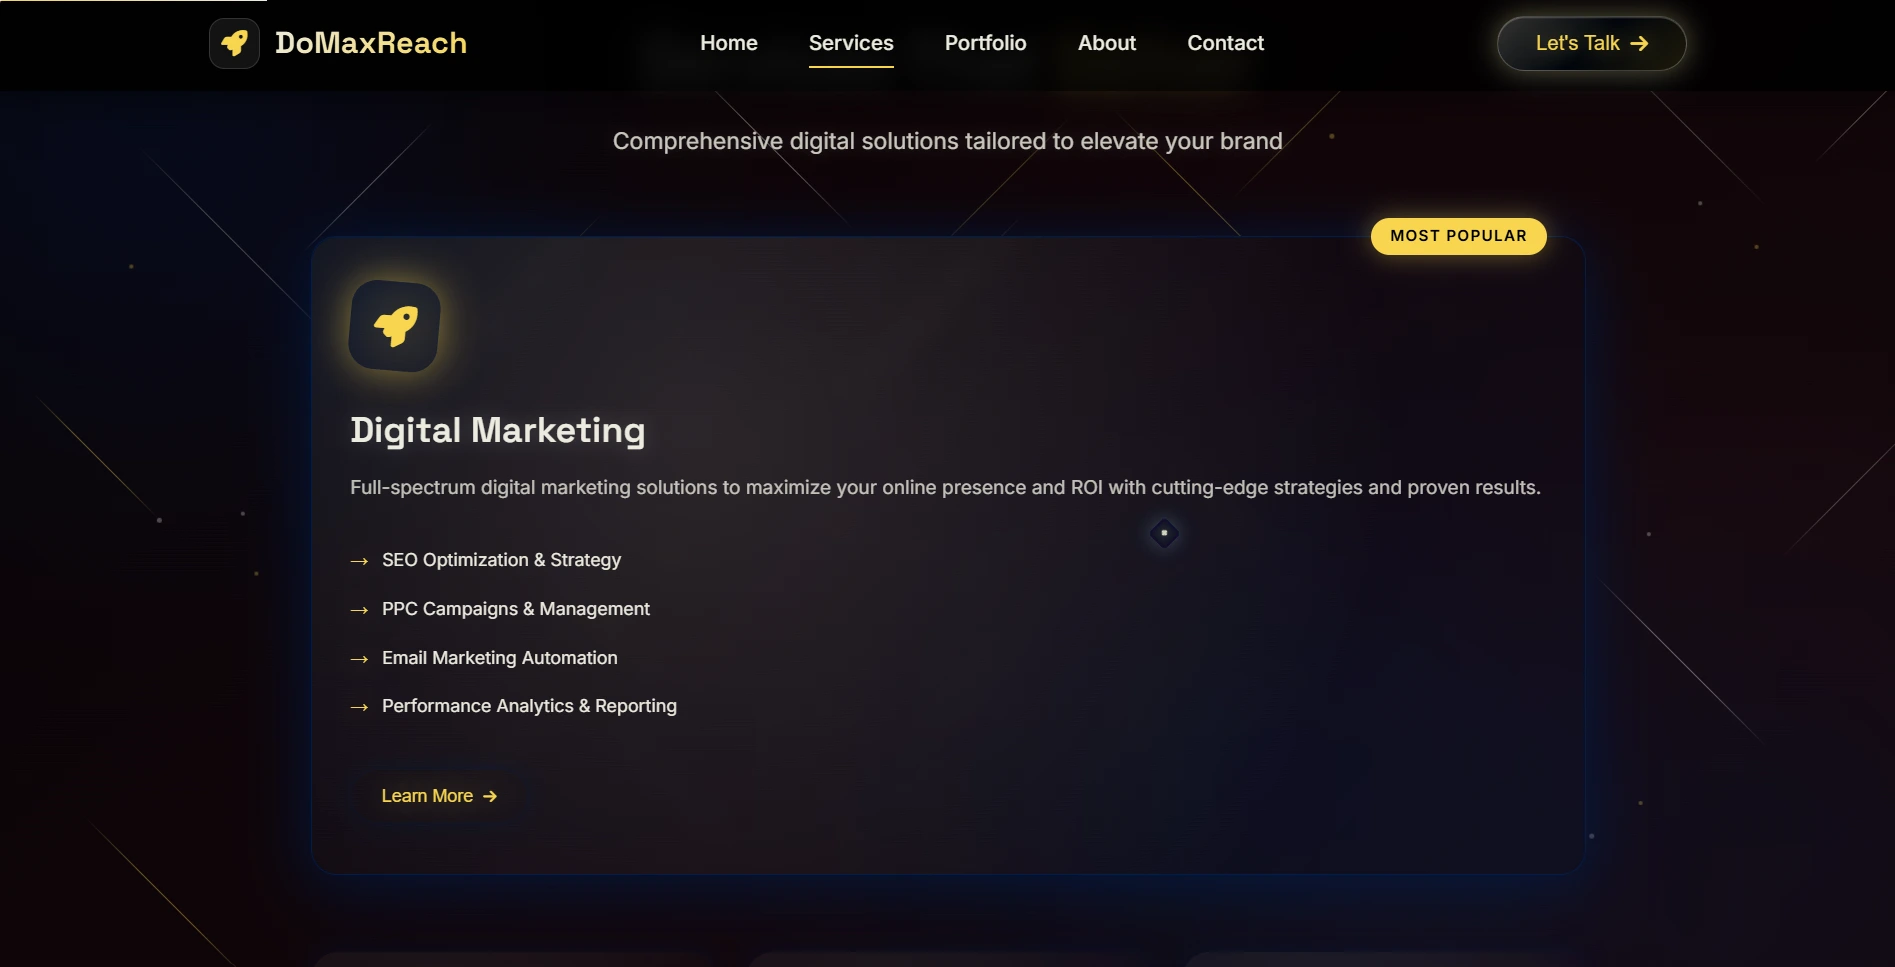 DoMaxReach
Home Services Portfolio About Contact
Let's Talk
Comprehensive digital solutions tailored to elevate your brand
MOST POPULAR
Digital Marketing
Full-spectrum digital marketing solutions to maximize your online presence and ROI with cutting-edge strategies and proven results.
→ SEO Optimization & Strategy
→ PPC Campaigns & Management
→ Email Marketing Automation
→ Performance Analytics & Reporting
Learn More →